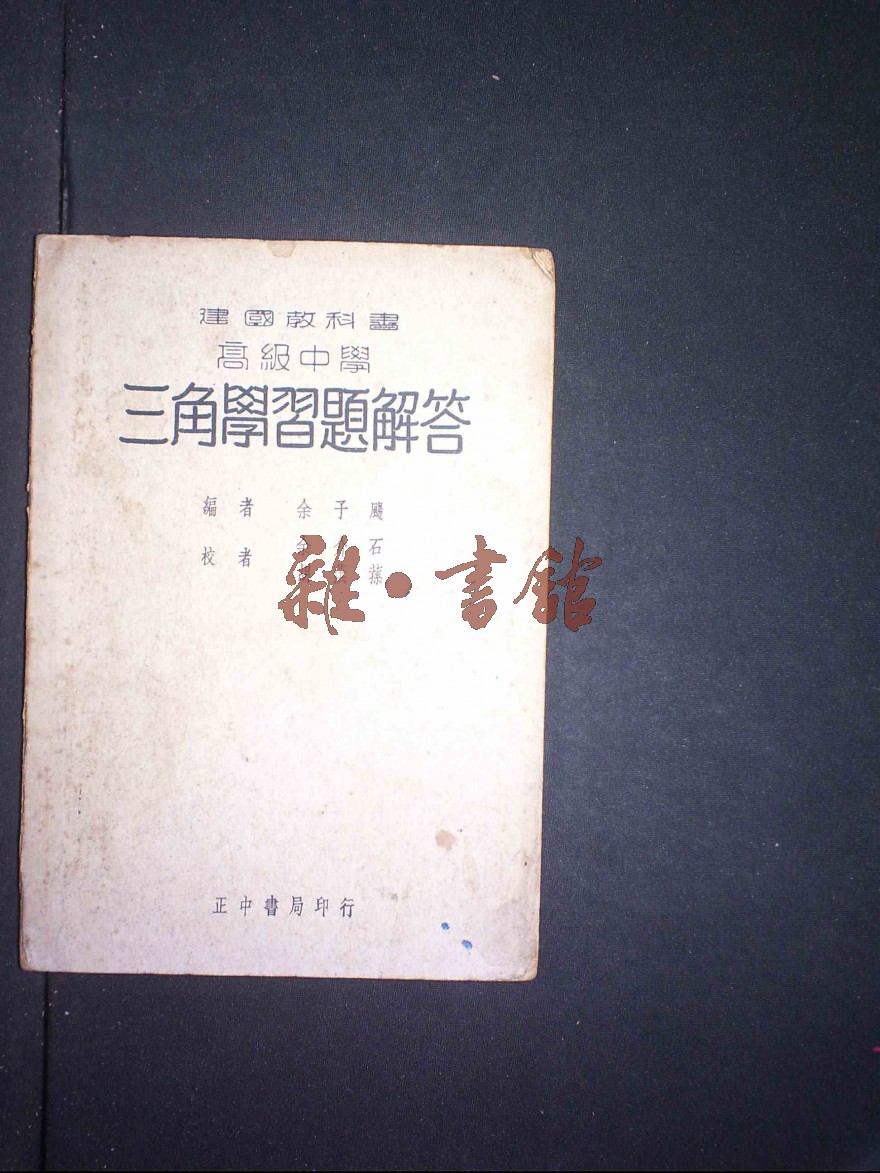 建國教科書
高級中學
三角學習題解答
編者 余子颺
校者 石
蓀
雜·書館
正中書局印行